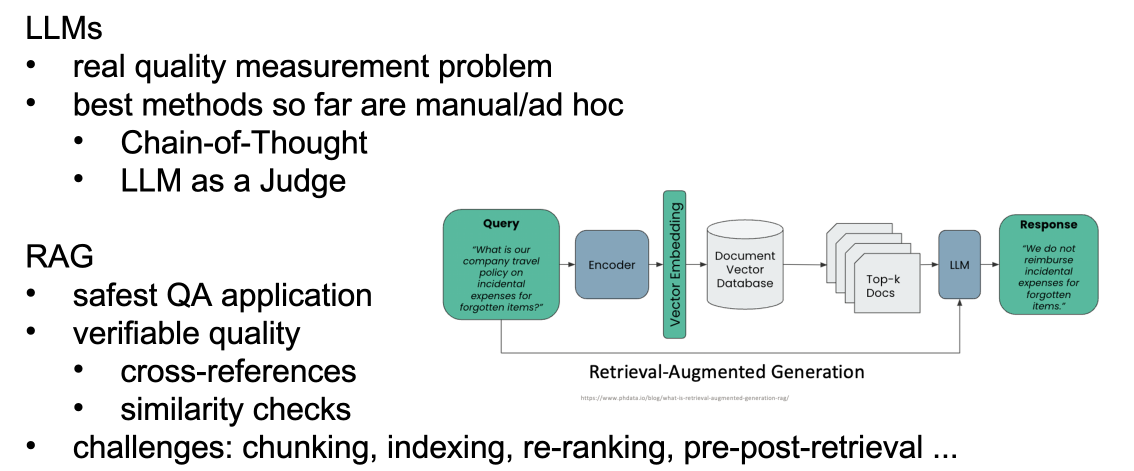 LLMs
• real quality measurement problem
• best methods so far are manual/ad hoc
• Chain-of-Thought
• LLM as a Judge
RAG
• safest QA application
• verifiable quality
• cross-references
• similarity checks
• challenges: chunking, indexing, re-ranking, pre-post-retrieval ...
Query
"What is our
company travel
policy on
incidental
expenses for
forgotten items?"
Encoder
Vector Embedding
Document
Vector
Database
Top-k
Docs
LLM
Response
"We do not
reimburse
incidental
expenses for
forgotten
items."
Retrieval-Augmented Generation
https://www.phdata.io/blog/what-is-retrieval-augmented-generation-rag/